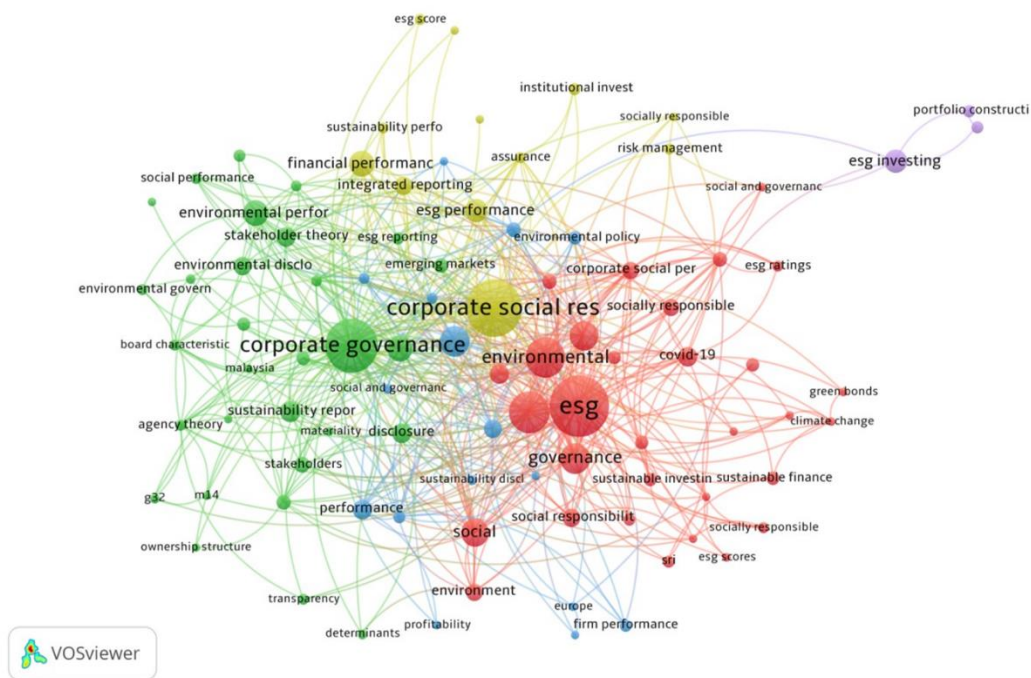 esg score
institutional invest
portfolio constructi
socially responsible
sustainability perfo
risk management
assurance
financial performanc
esg investing
social performance
integrated reporting
social and governanc
environmental perfor
esg performance
stakeholder theory
esg reporting
environmental policy
environmental disclo
emerging markets
corporate social per
esg ratings
environmental govern
corporate social res
socially responsible
board characteristic
corporate governance
environmental
covid-19
malaysia
social and governanc
green bonds
sustainability repor
esg
agency theory
materiality
disclosure
climate change
stakeholders
governance
sustainability discl
sustainable investin
sustainable finance
g32
m14
performance
social responsibilit
socially responsible
social
ownership structure
esg scores
sri
environment
transparency
europe
determinants
profitability
firm performance
VOSviewer